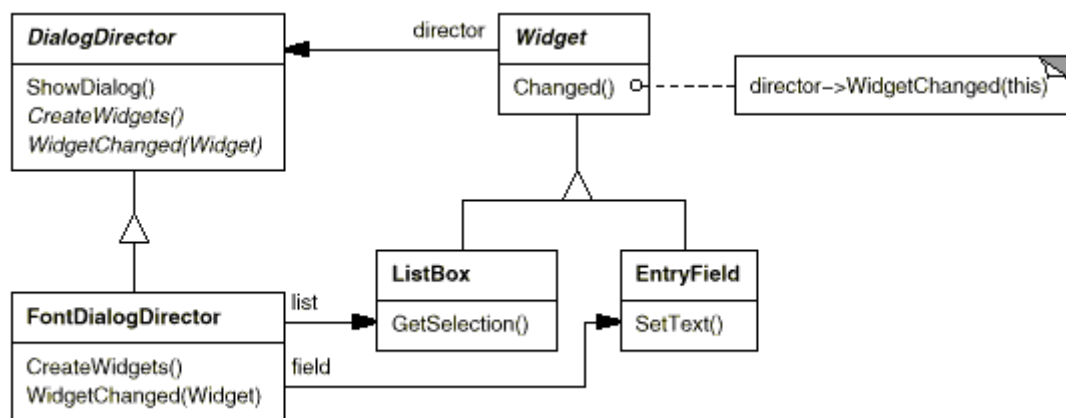 DialogDirector
ShowDialog()
CreateWidgets()
WidgetChanged(Widget)
director
Widget
Changed()
director->WidgetChanged(this)
ListBox
GetSelection()
EntryField
SetText()
FontDialogDirector
CreateWidgets()
WidgetChanged(Widget)
list
field